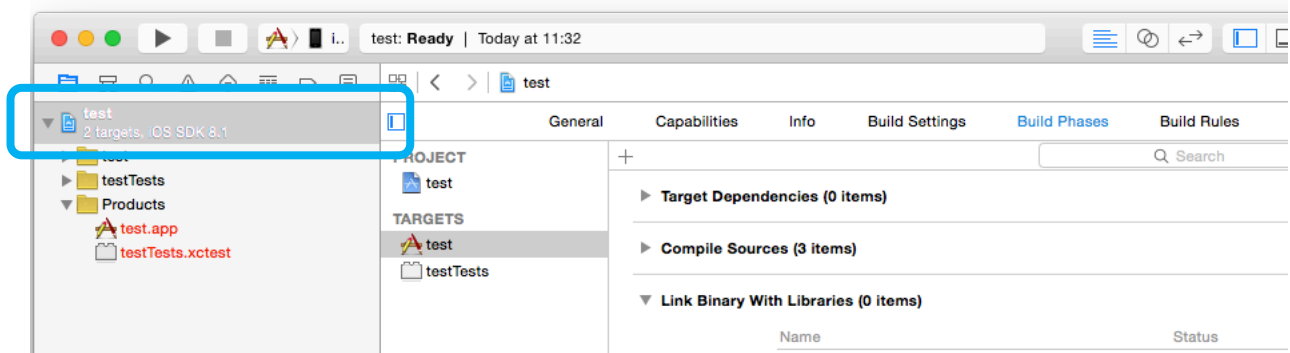 i.. test: Ready | Today at 11:32
test
test
2 targets, iOS SDK 8.1
General Capabilities Info Build Settings Build Phases Build Rules
test
testTests
Products
test.app
testTests.xctest
PROJECT
test
TARGETS
test
testTests
Search
Target Dependencies (0 items)
Compile Sources (3 items)
Link Binary With Libraries (0 items)
Name Status